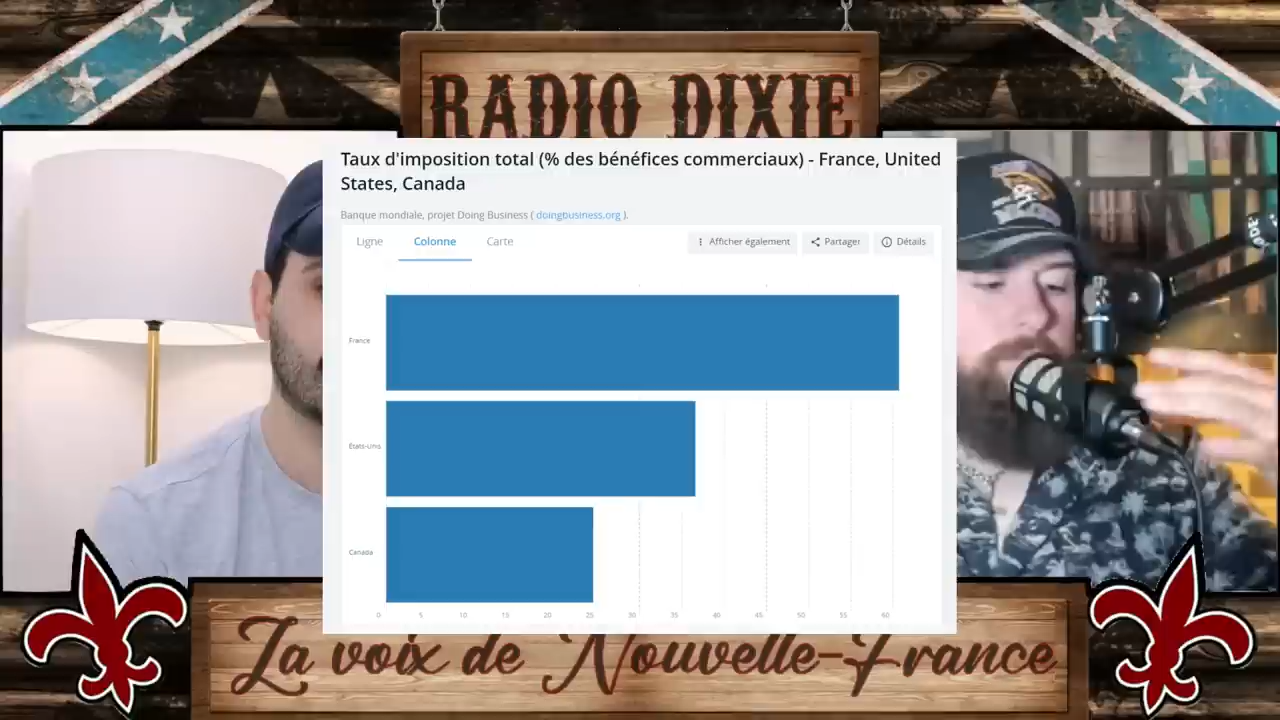 RADIO DIXIE
Taux d'imposition total (% des bénéfices commerciaux) - France, United
States, Canada
Banque mondiale, projet Doing Business ( doingbusiness.org ).
Ligne Colonne Carte Afficher également Partager Détails
France
États-Unis
Canada
0 5 10 15 20 25 30 35 40 45 50 55 60
La voix de Nouvelle-France